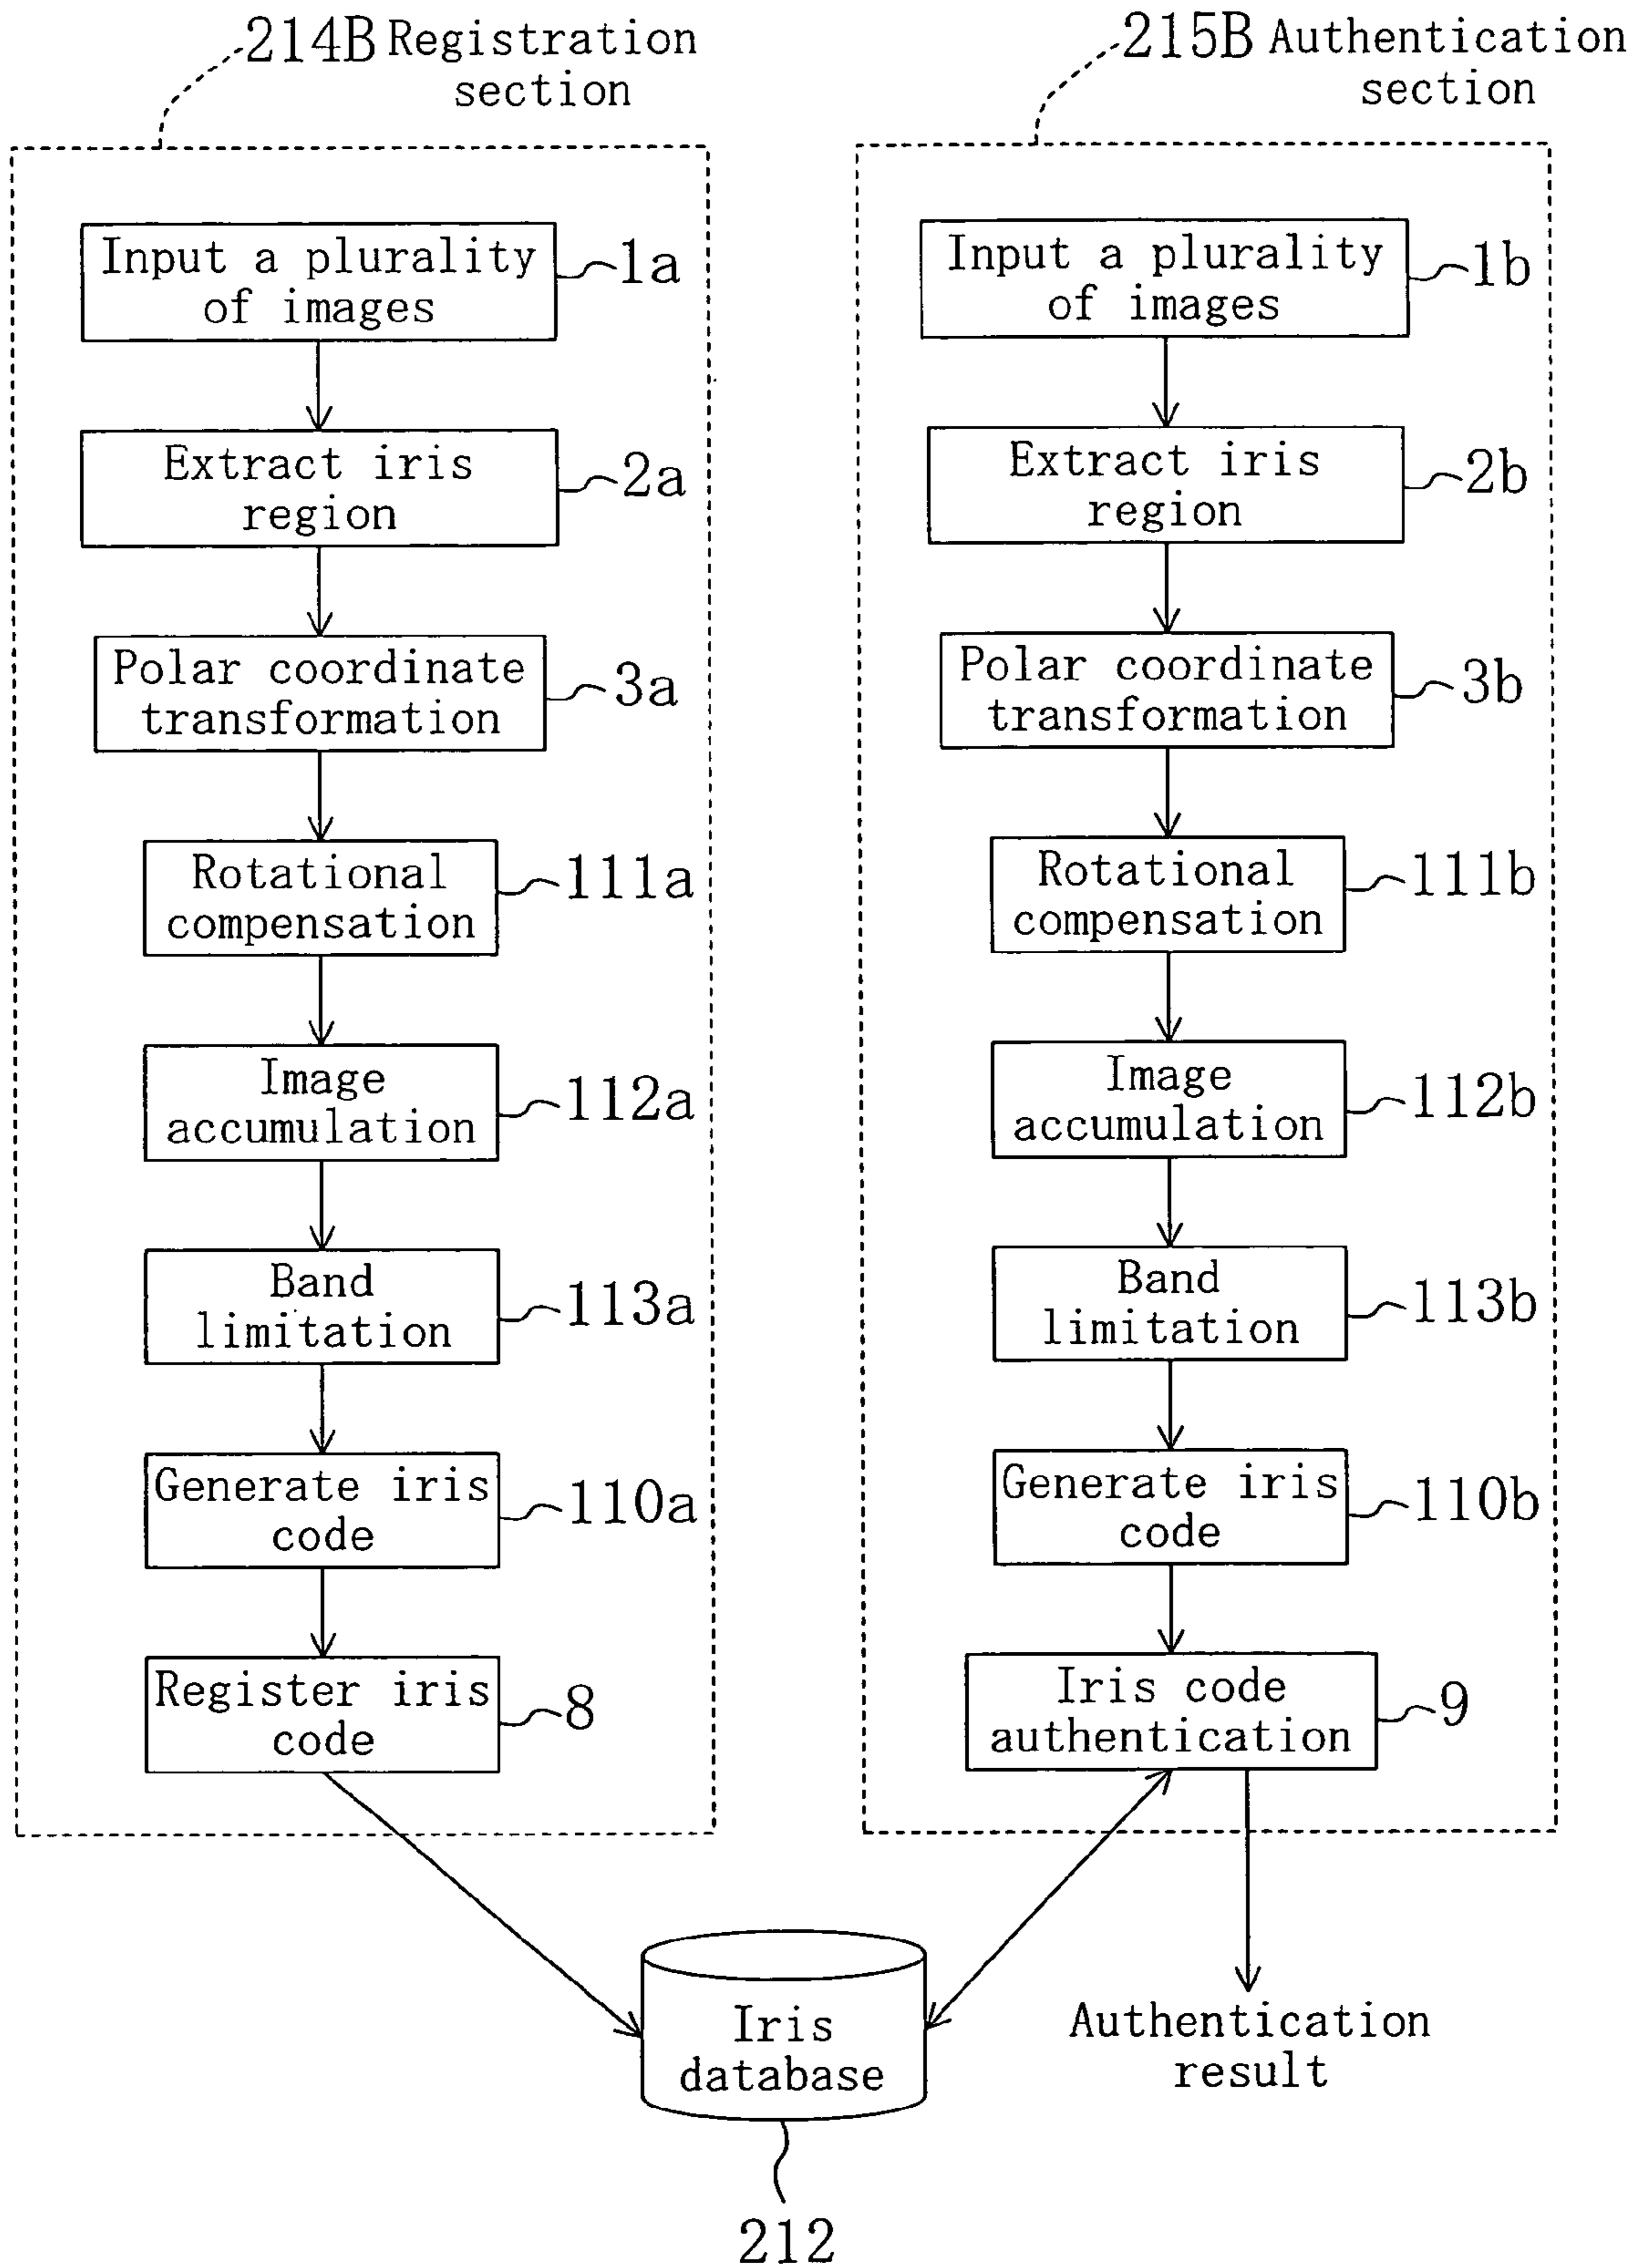 214B Registration
section
Input a plurality
of images
1a
Extract iris
region
2a
Polar coordinate
transformation
3a
Rotational
compensation
111a
Image
accumulation
112a
Band
limitation
113a
Generate iris
code
110a
Register iris
code
8
215B Authentication
section
Input a plurality
of images
1b
Extract iris
region
2b
Polar coordinate
transformation
3b
Rotational
compensation
111b
Image
accumulation
112b
Band
limitation
113b
Generate iris
code
110b
Iris code
authentication
9
Iris
database
212
Authentication
result